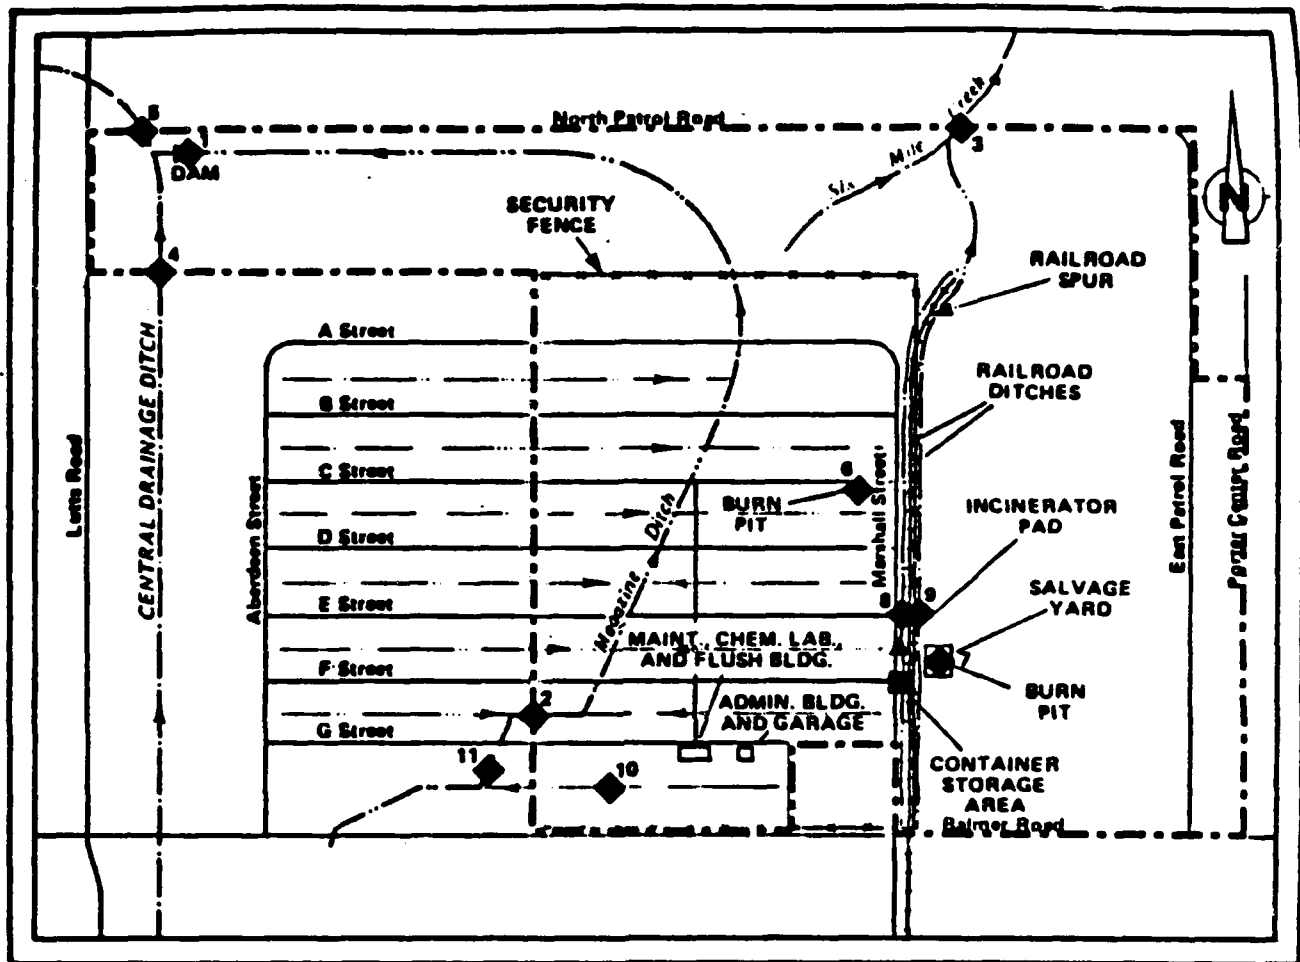 5
North Patrol Road
Creek
3
Mile
Six
DAM
SECURITY
FENCE
N
4
RAILROAD
SPUR
A Street
CENTRAL DRAINAGE DITCH
RAILROAD
DITCHES
B Street
Lutts Road
C Street
6
Marshall Street
East Patrol Road
Porter Center Road
BURN
PIT
INCINERATOR
PAD
Aberdeen Street
D Street
Magazine Ditch
E Street
8
9
SALVAGE
YARD
MAINT., CHEM. LAB.,
AND FLUSH BLDG.
F Street
BURN
PIT
2
ADMIN. BLDG.
AND GARAGE
G Street
11
10
CONTAINER
STORAGE
AREA
Balmer Road